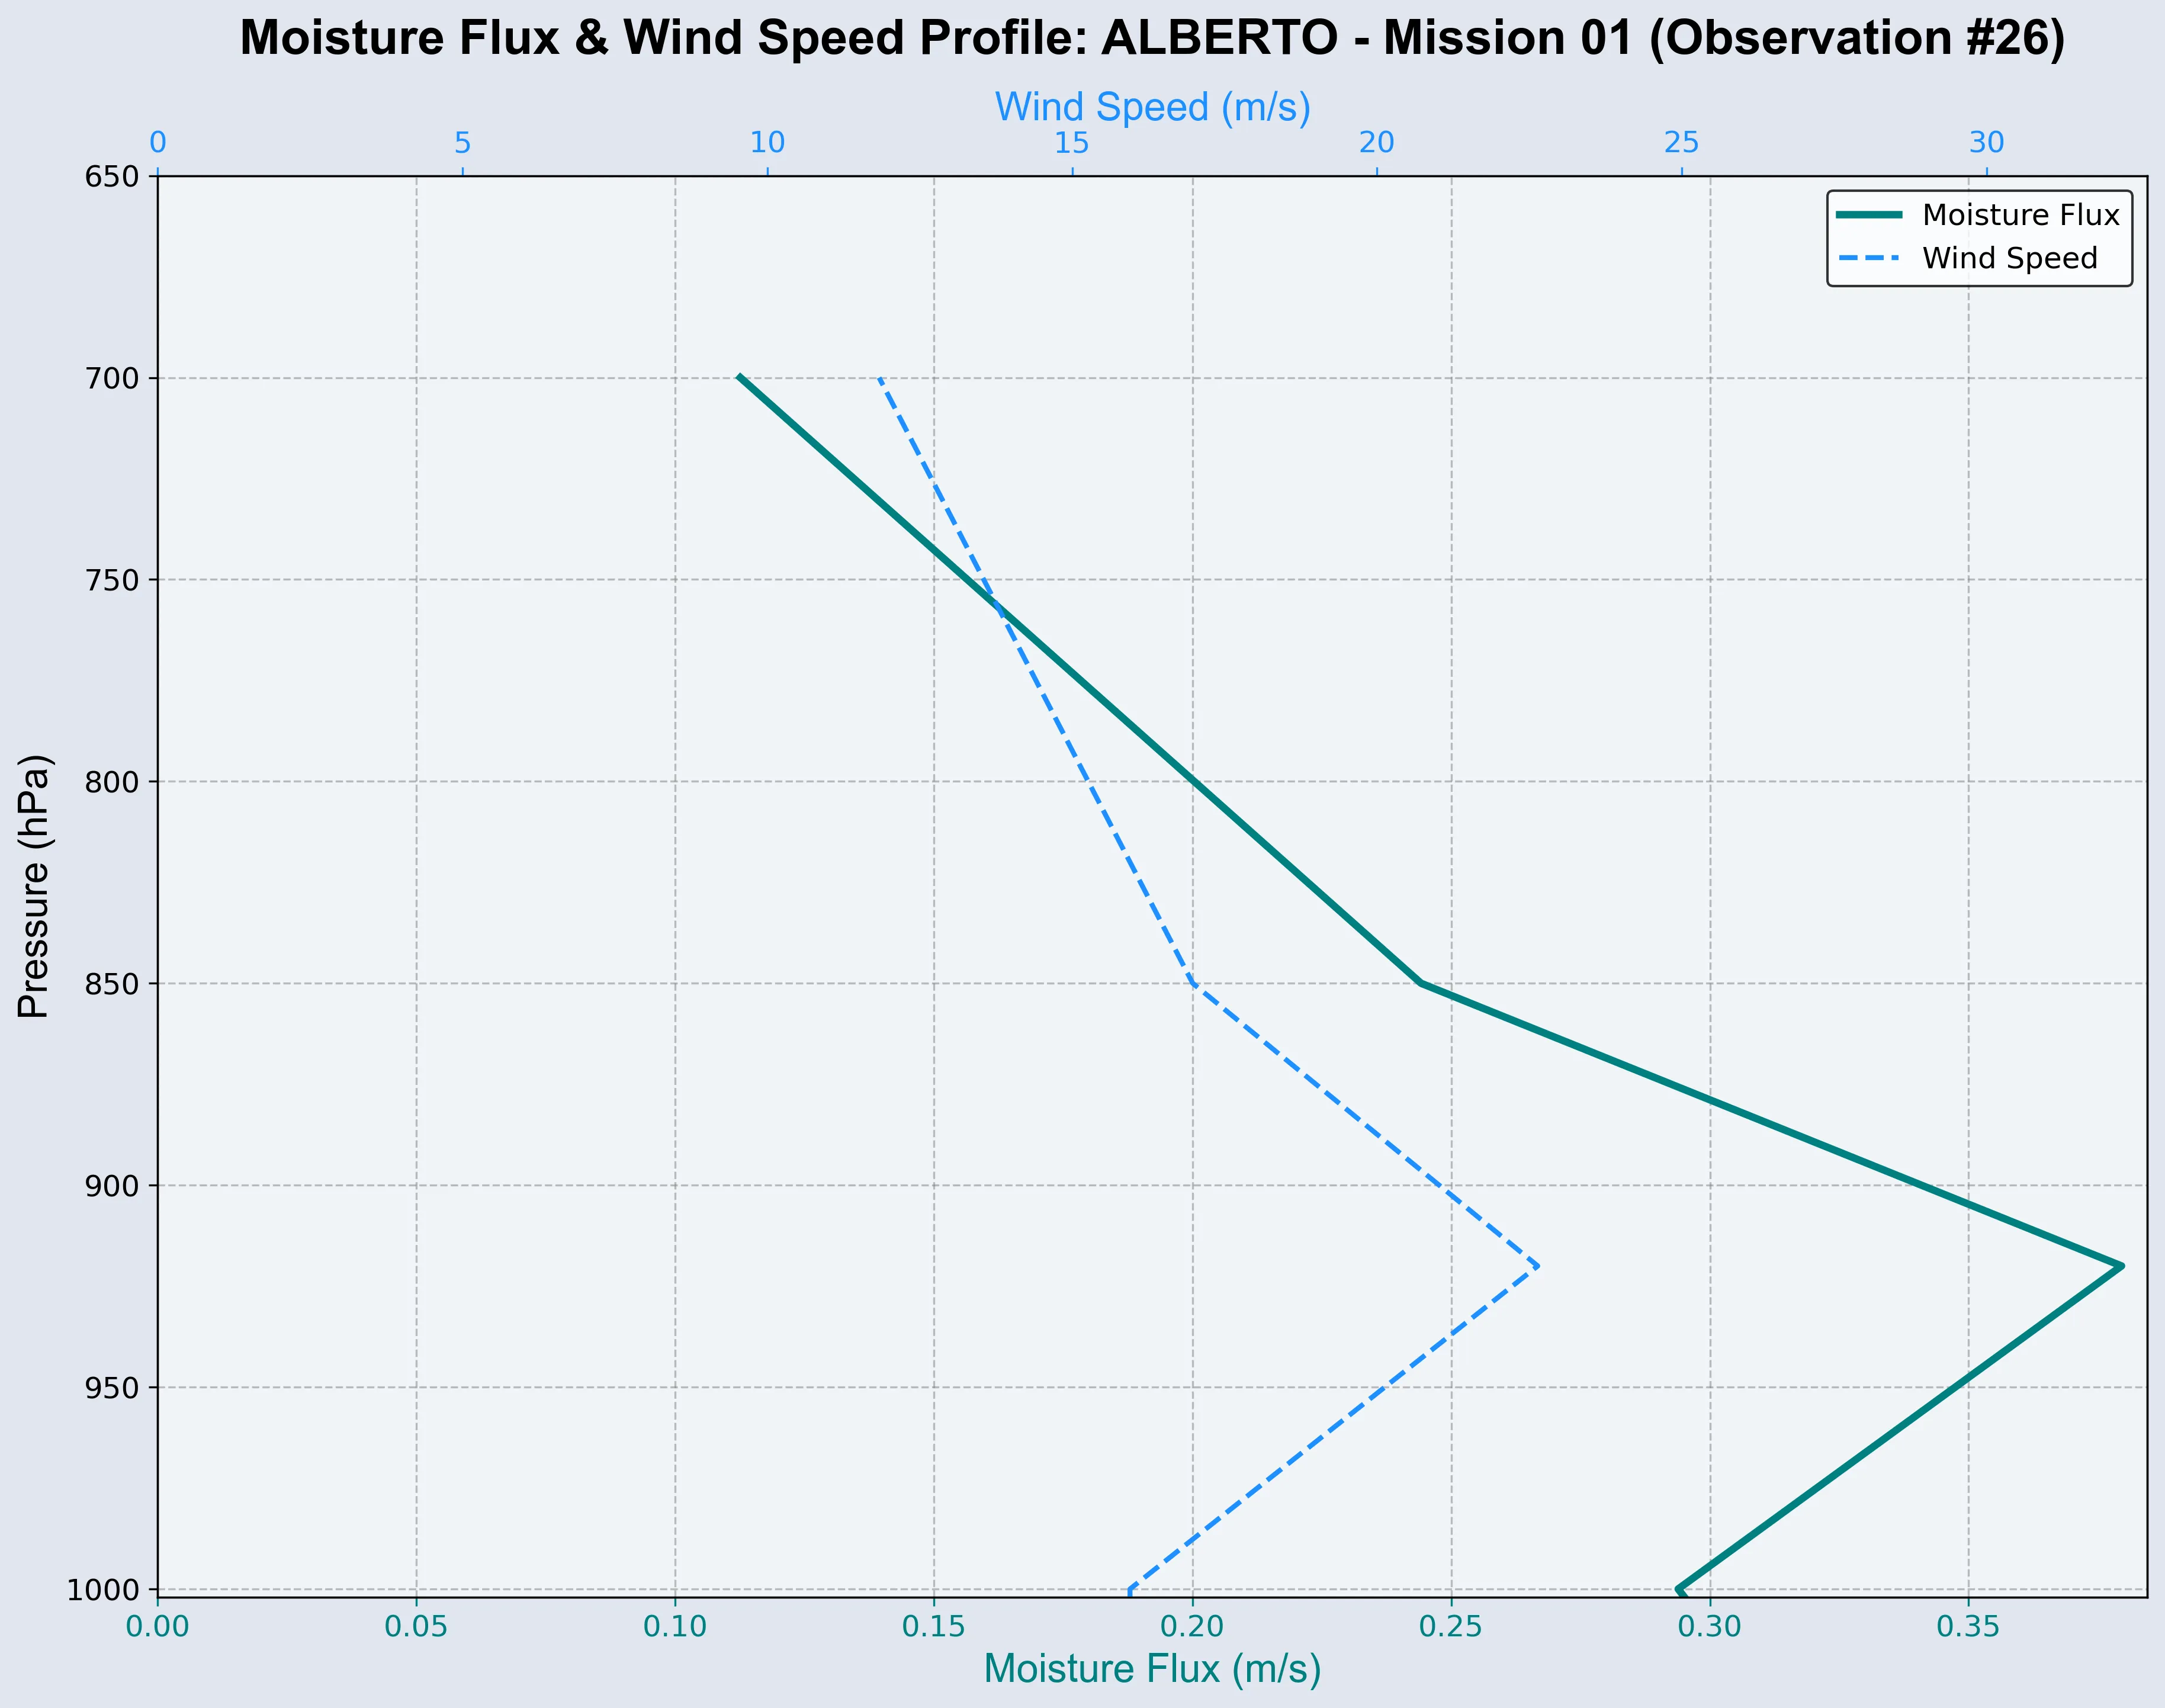 Moisture Flux & Wind Speed Profile: ALBERTO - Mission 01 (Observation #26)
Wind Speed (m/s)
0 5 10 15 20 25 30
Moisture Flux
Wind Speed
Pressure (hPa)
650
700
750
800
850
900
950
1000
0.00 0.05 0.10 0.15 0.20 0.25 0.30 0.35
Moisture Flux (m/s)